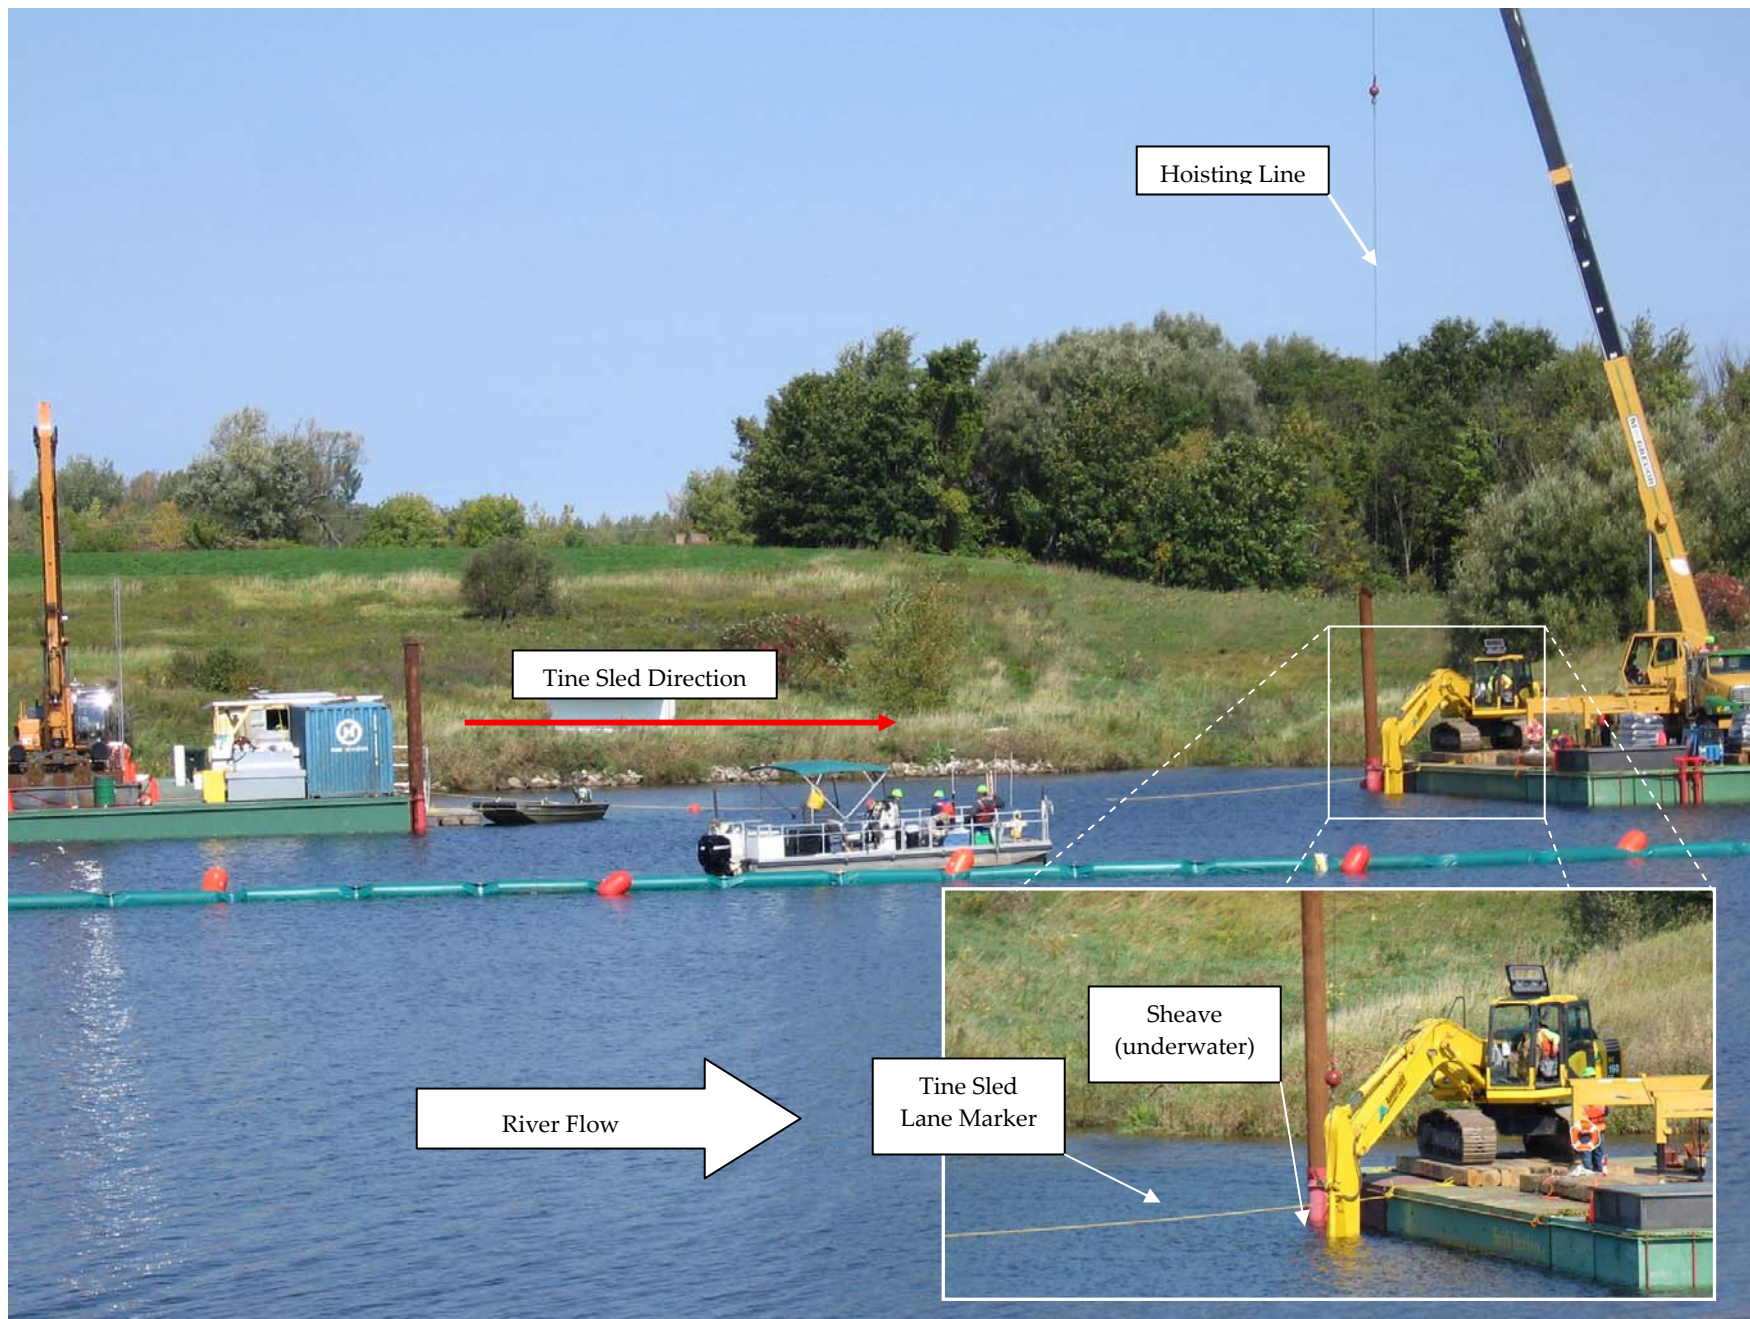 Hoisting Line
Tine Sled Direction
Sheave
(underwater)
Tine Sled
Lane Marker
River Flow